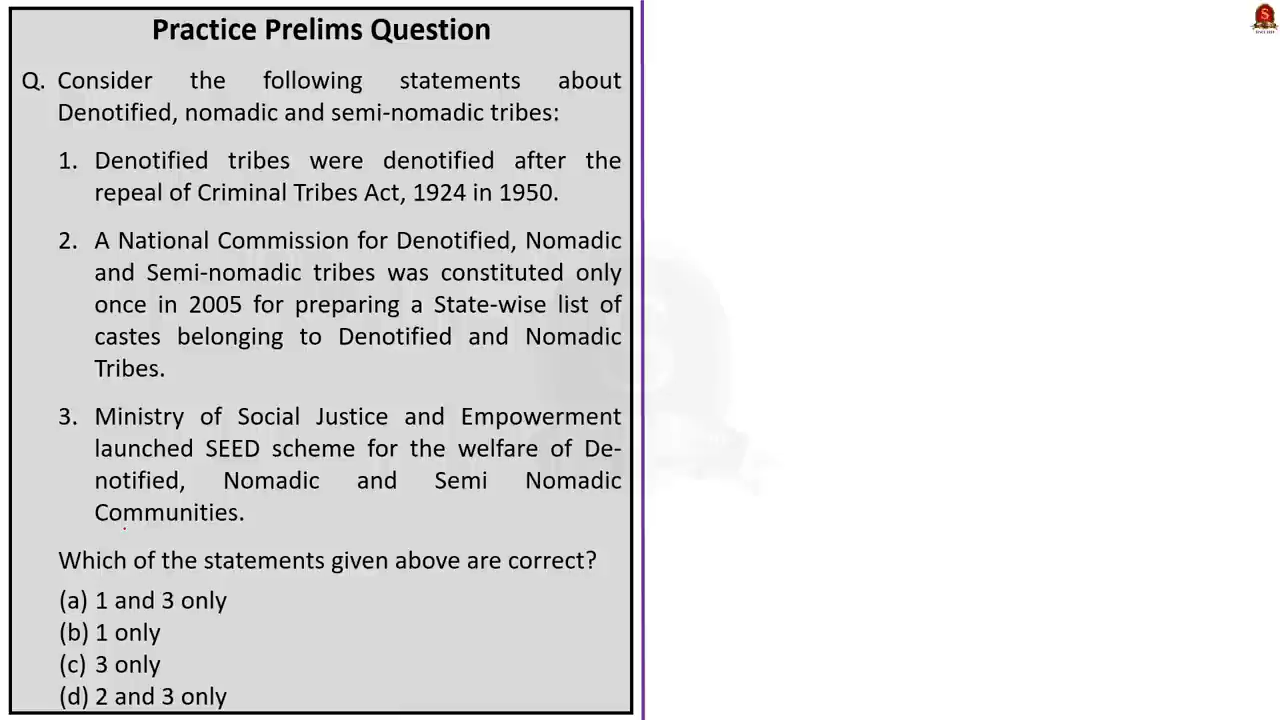 Practice Prelims Question
Q. Consider the following statements about
Denotified, nomadic and semi-nomadic tribes:
1. Denotified tribes were denotified after the
repeal of Criminal Tribes Act, 1924 in 1950.
2. A National Commission for Denotified, Nomadic
and Semi-nomadic tribes was constituted only
once in 2005 for preparing a State-wise list of
castes belonging to Denotified and Nomadic
Tribes.
3. Ministry of Social Justice and Empowerment
launched SEED scheme for the welfare of De-
notified, Nomadic and Semi Nomadic
Communities.
Which of the statements given above are correct?
(a) 1 and 3 only
(b) 1 only
(c) 3 only
(d) 2 and 3 only